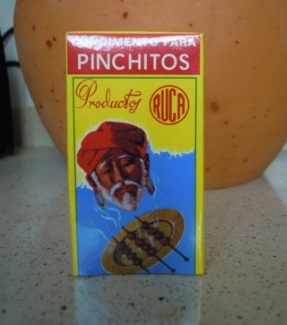 CONDIMENTO PARA
PINCHITOS
Productos
RUCA